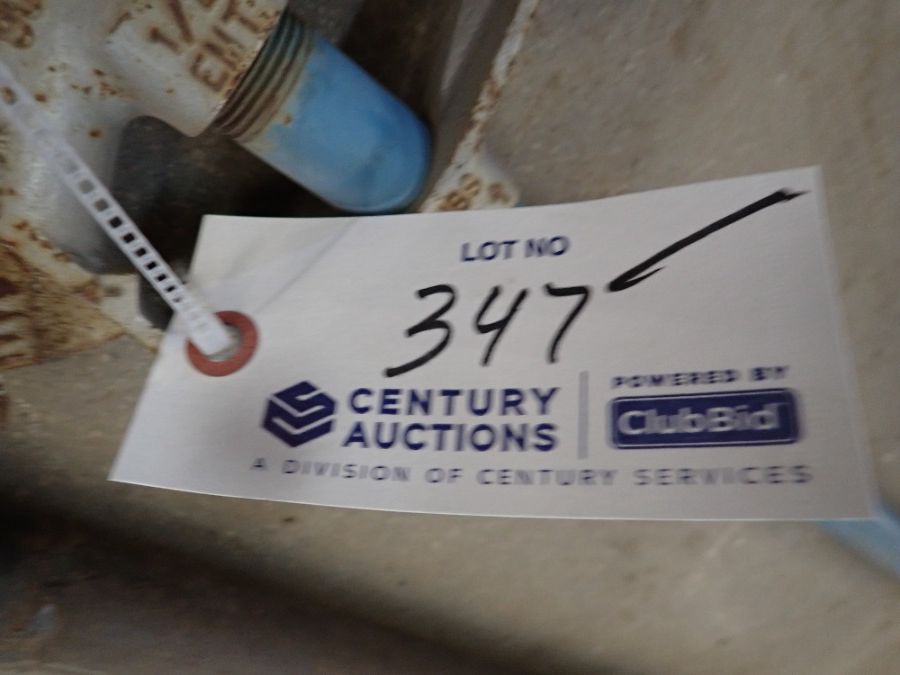 LOT NO
347
CENTURY
AUCTIONS
POWERED BY
ClubBid
A DIVISION OF CENTURY SERVICES